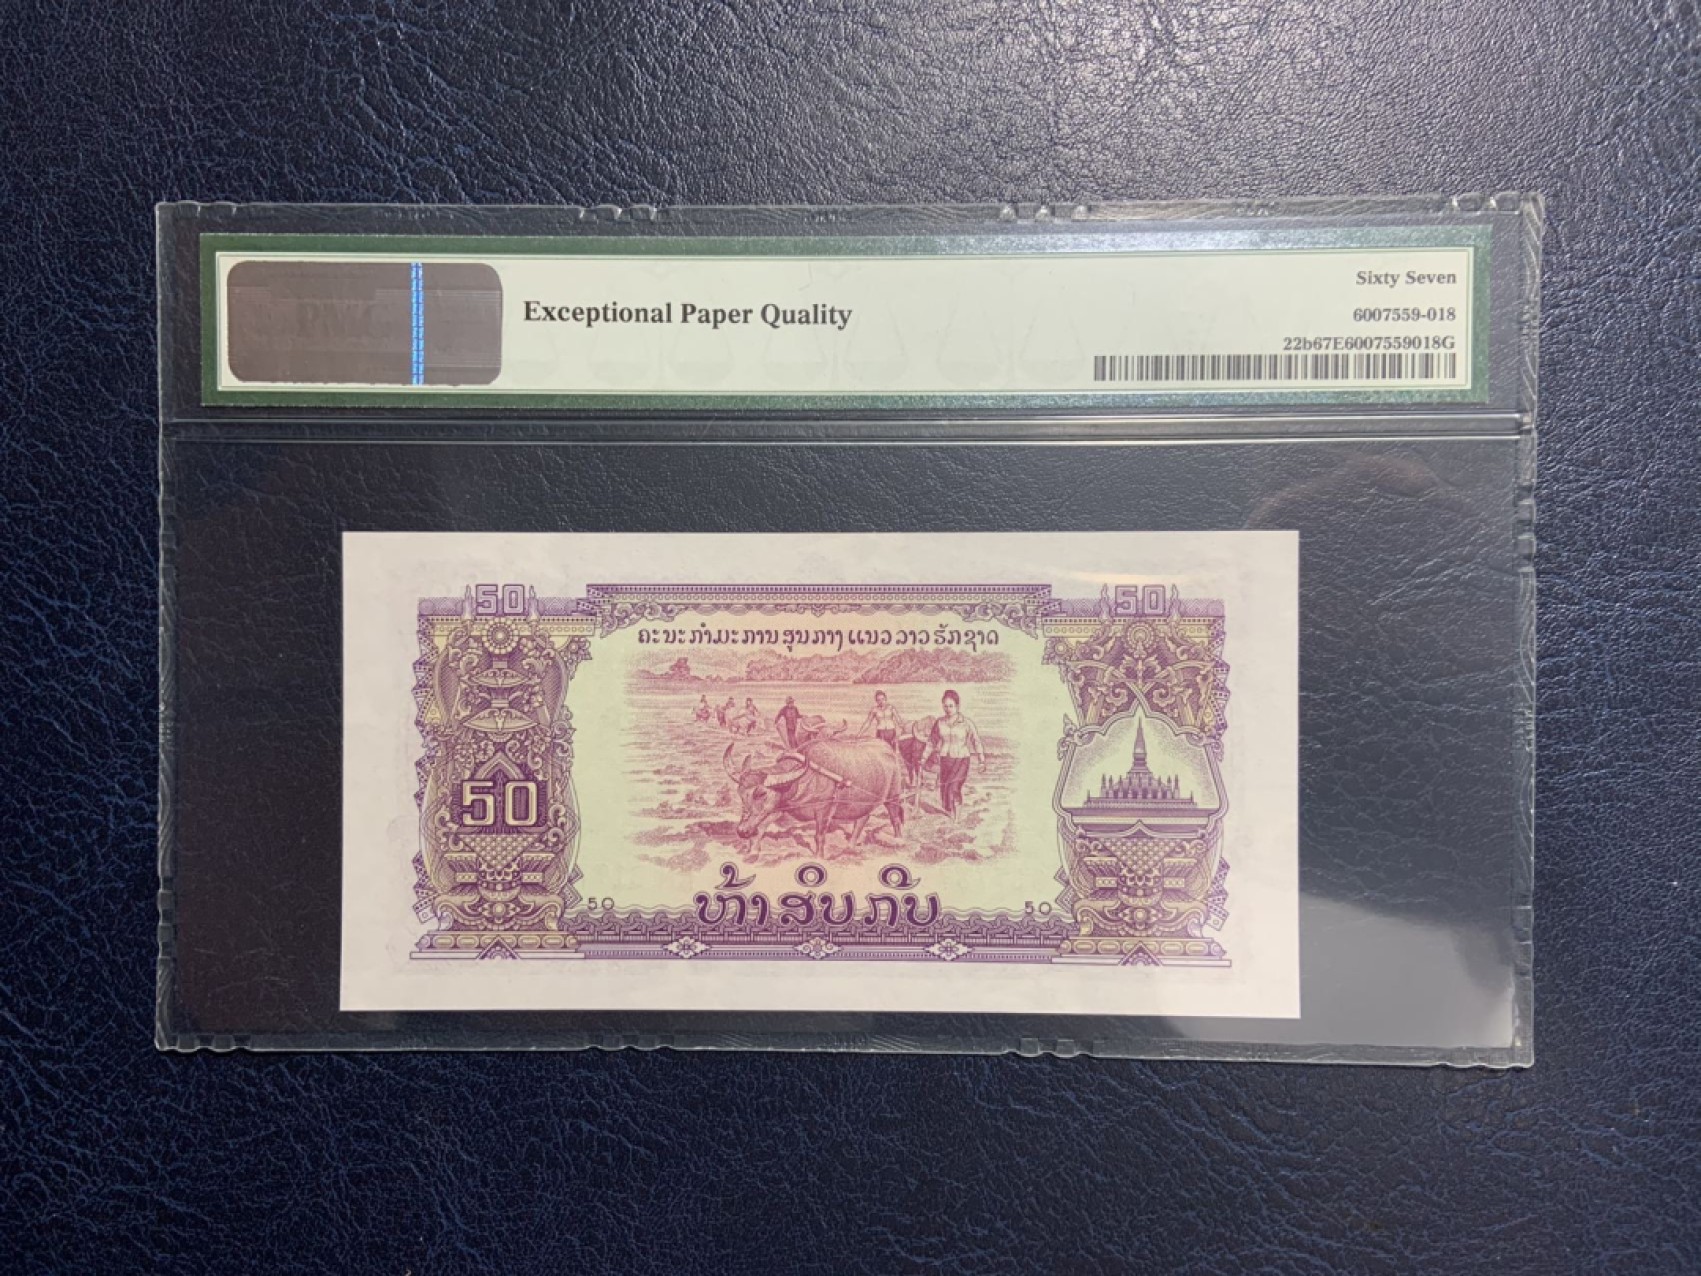 PMG
Exceptional Paper Quality
Sixty Seven
6007559-018
22b67E6007559018G
50
50
ຄະນະກຳມະການສູນກາງແນວລາວຮັກຊາດ
50
50
ຫ້າສິບກີບ
50